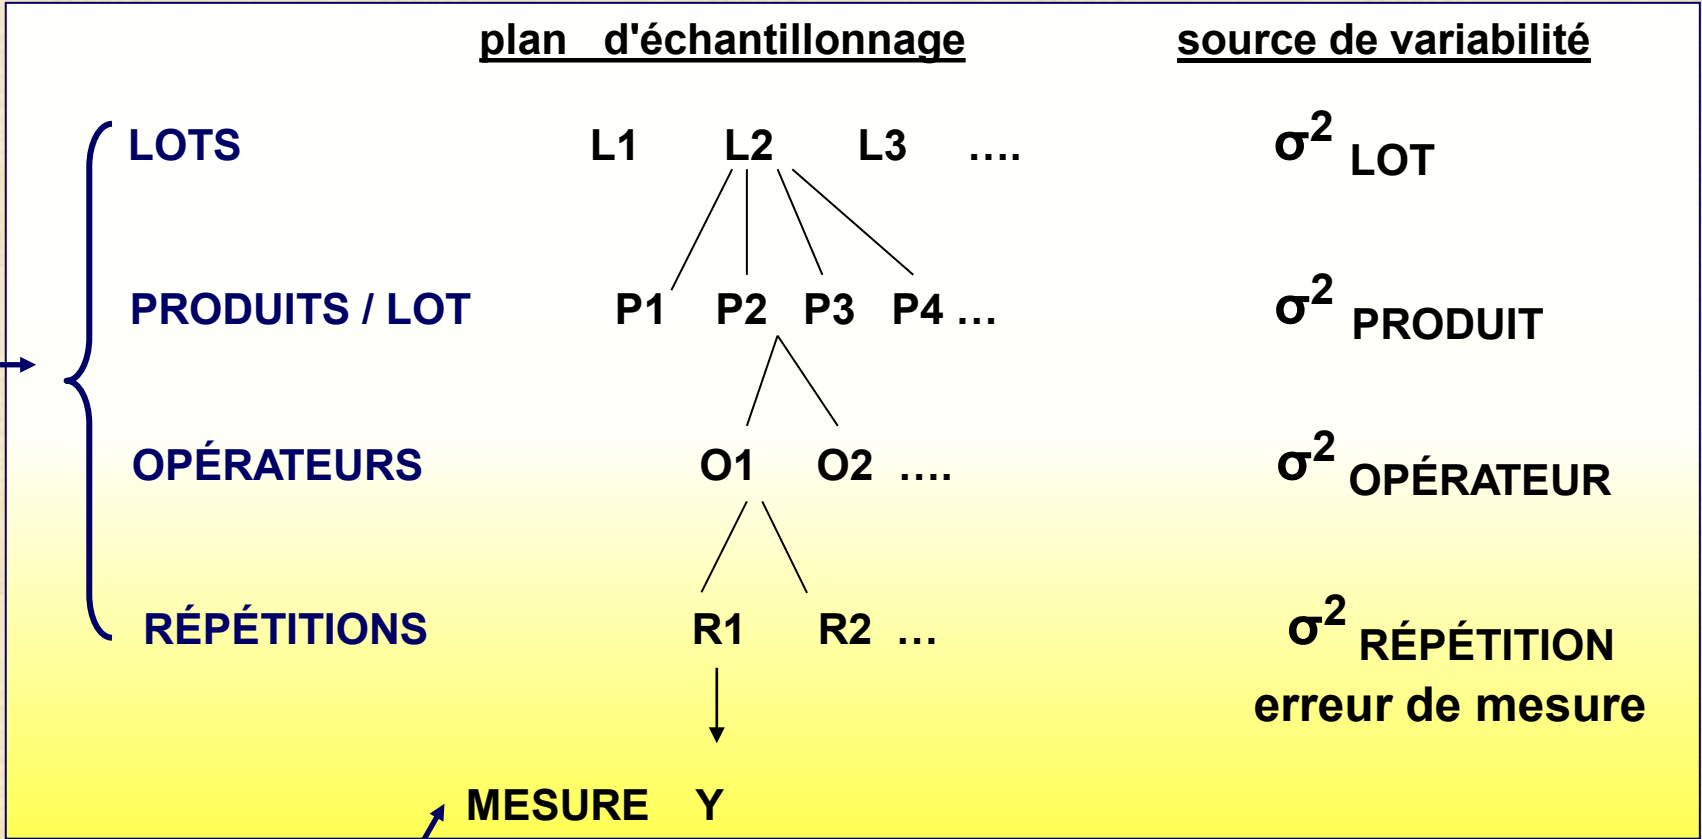 plan d'échantillonnage source de variabilité
LOTS L1 L2 L3 .... σ² LOT
PRODUITS / LOT P1 P2 P3 P4 ... σ² PRODUIT
OPÉRATEURS O1 O2 .... σ² OPÉRATEUR
RÉPÉTITIONS R1 R2 ... σ² RÉPÉTITION
erreur de mesure
MESURE Y